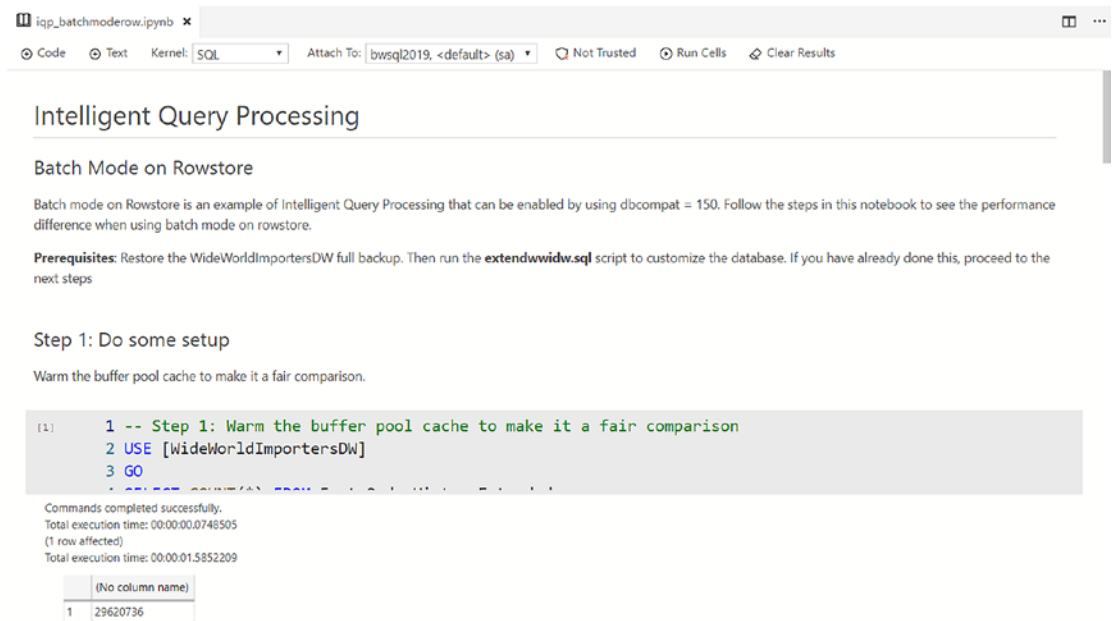 iqp_batchmoderow.ipynb
Code Text Kernel: SQL Attach To: bwsql2019, <default> (sa) Not Trusted Run Cells Clear Results
Intelligent Query Processing
Batch Mode on Rowstore
Batch mode on Rowstore is an example of Intelligent Query Processing that can be enabled by using dbcompat = 150. Follow the steps in this notebook to see the performance
difference when using batch mode on rowstore.
Prerequisites: Restore the WideWorldImportersDW full backup. Then run the extendwwidw.sql script to customize the database. If you have already done this, proceed to the
next steps
Step 1: Do some setup
Warm the buffer pool cache to make it a fair comparison.
[1] 1 -- Step 1: Warm the buffer pool cache to make it a fair comparison
2 USE [WideWorldImportersDW]
3 GO
Commands completed successfully.
Total execution time: 00:00:00.0748505
(1 row affected)
Total execution time: 00:00:01.5852209
(No column name)
1 29620736